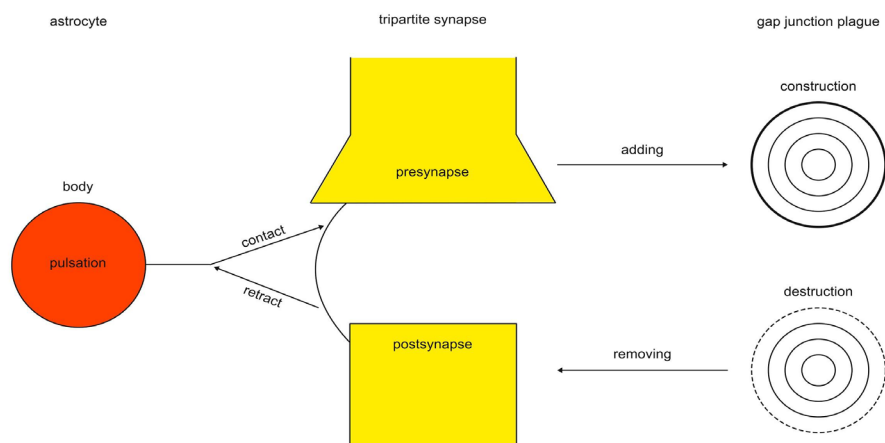 astrocyte
tripartite synapse
gap junction plague
construction
adding
presynapse
body
pulsation
contact
retract
destruction
postsynapse
removing